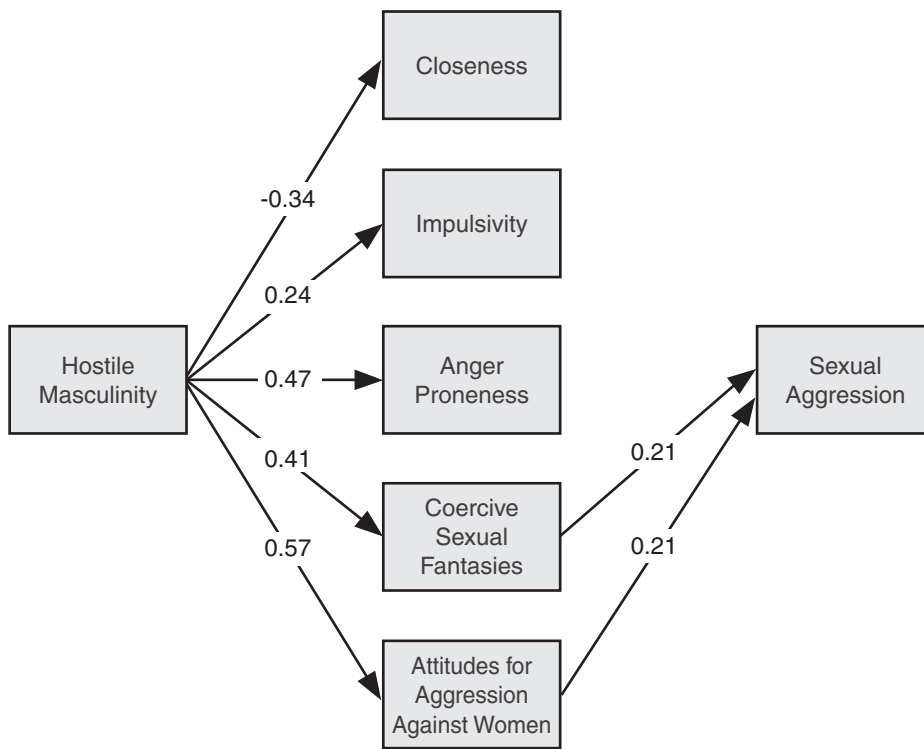 Closeness
-0.34
Impulsivity
0.24
Hostile
Masculinity
0.47
Anger
Proneness
Sexual
Aggression
0.41
0.21
Coercive
Sexual
Fantasies
0.57
0.21
Attitudes for
Aggression
Against Women